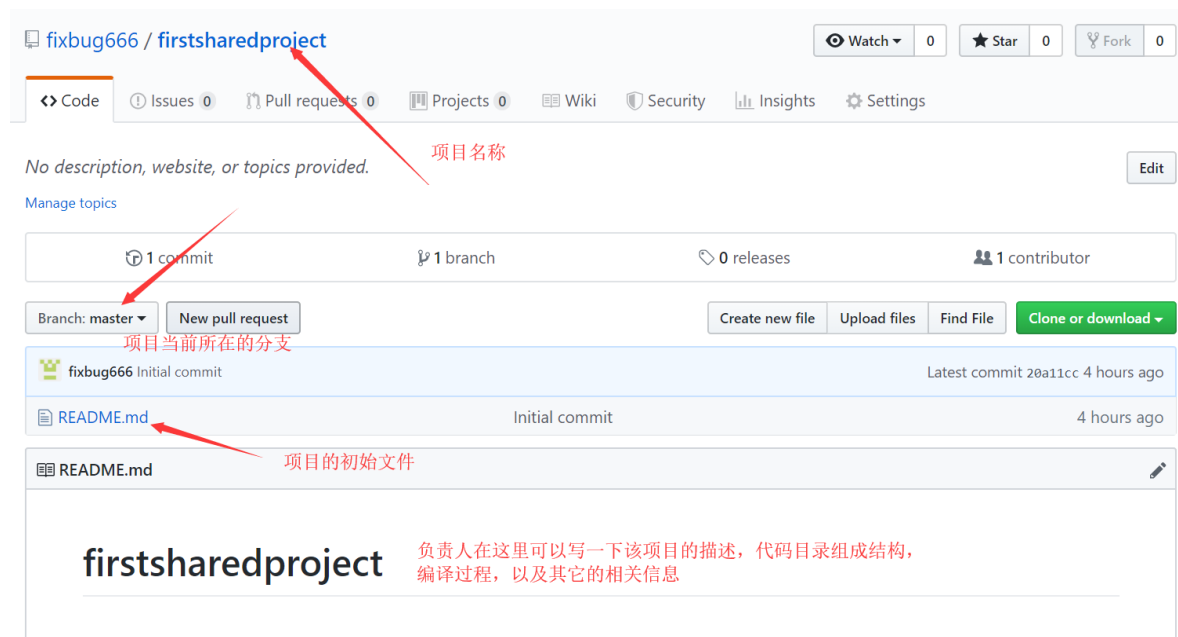 fixbug666 / firstsharedproject
Watch 0 Star 0 Fork 0
Code Issues 0 Pull requests 0 Projects 0 Wiki Security Insights Settings
项目名称
No description, website, or topics provided.
Edit
Manage topics
1 commit 1 branch 0 releases 1 contributor
Branch: master New pull request Create new file Upload files Find File Clone or download
项目当前所在的分支
fixbug666 Initial commit Latest commit 20a11cc 4 hours ago
README.md Initial commit 4 hours ago
项目的初始文件
README.md
firstsharedproject
负责人在这里可以写一下该项目的描述，代码目录组成结构，
编译过程，以及其它的相关信息